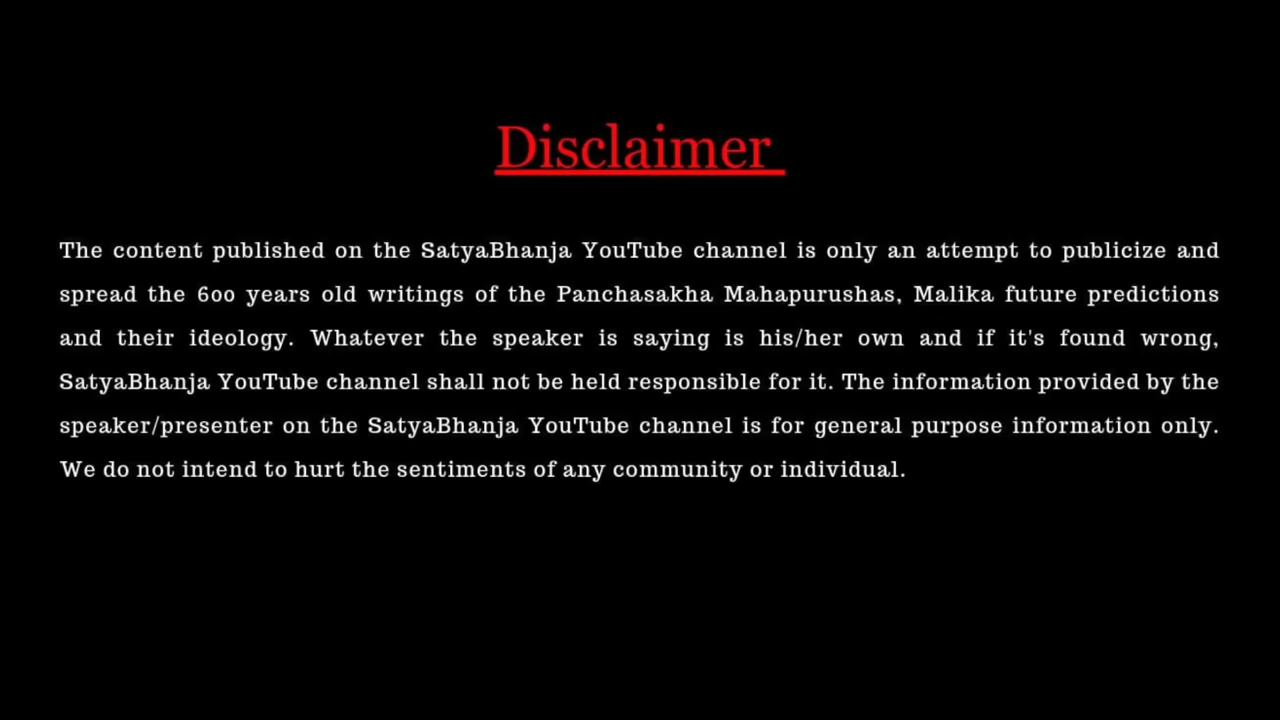 Disclaimer
The content published on the SatyaBhanja YouTube channel is only an attempt to publicize and
spread the 600 years old writings of the Panchasakha Mahapurushas, Malika future predictions
and their ideology. Whatever the speaker is saying is his/her own and if it's found wrong,
SatyaBhanja YouTube channel shall not be held responsible for it. The information provided by the
speaker/presenter on the SatyaBhanja YouTube channel is for general purpose information only.
We do not intend to hurt the sentiments of any community or individual.